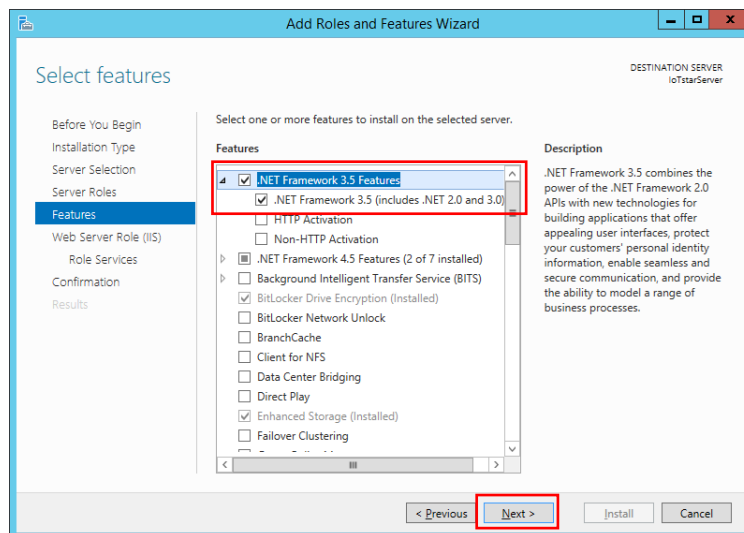 Add Roles and Features Wizard
Select features
DESTINATION SERVER
IoTstarServer
Before You Begin
Installation Type
Server Selection
Server Roles
Features
Web Server Role (IIS)
Role Services
Confirmation
Results
Select one or more features to install on the selected server.
Features
.NET Framework 3.5 Features
.NET Framework 3.5 (includes .NET 2.0 and 3.0)
HTTP Activation
Non-HTTP Activation
.NET Framework 4.5 Features (2 of 7 installed)
Background Intelligent Transfer Service (BITS)
BitLocker Drive Encryption (Installed)
BitLocker Network Unlock
BranchCache
Client for NFS
Data Center Bridging
Direct Play
Enhanced Storage (Installed)
Failover Clustering
Description
.NET Framework 3.5 combines the
power of the .NET Framework 2.0
APIs with new technologies for
building applications that offer
appealing user interfaces, protect
your customers' personal identity
information, enable seamless and
secure communication, and provide
the ability to model a range of
business processes.
< Previous
Next >
Install
Cancel